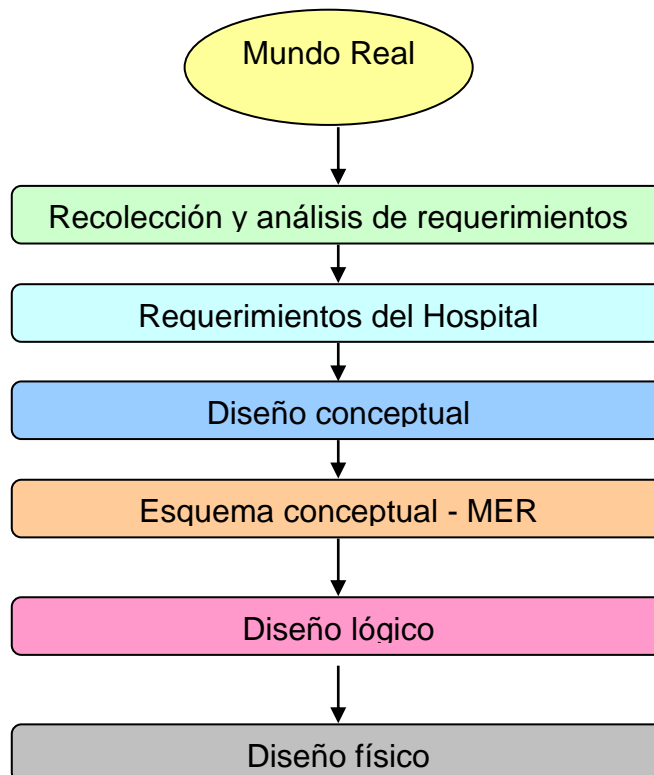 Mundo Real
Recolección y análisis de requerimientos
Requerimientos del Hospital
Diseño conceptual
Esquema conceptual - MER
Diseño lógico
Diseño físico